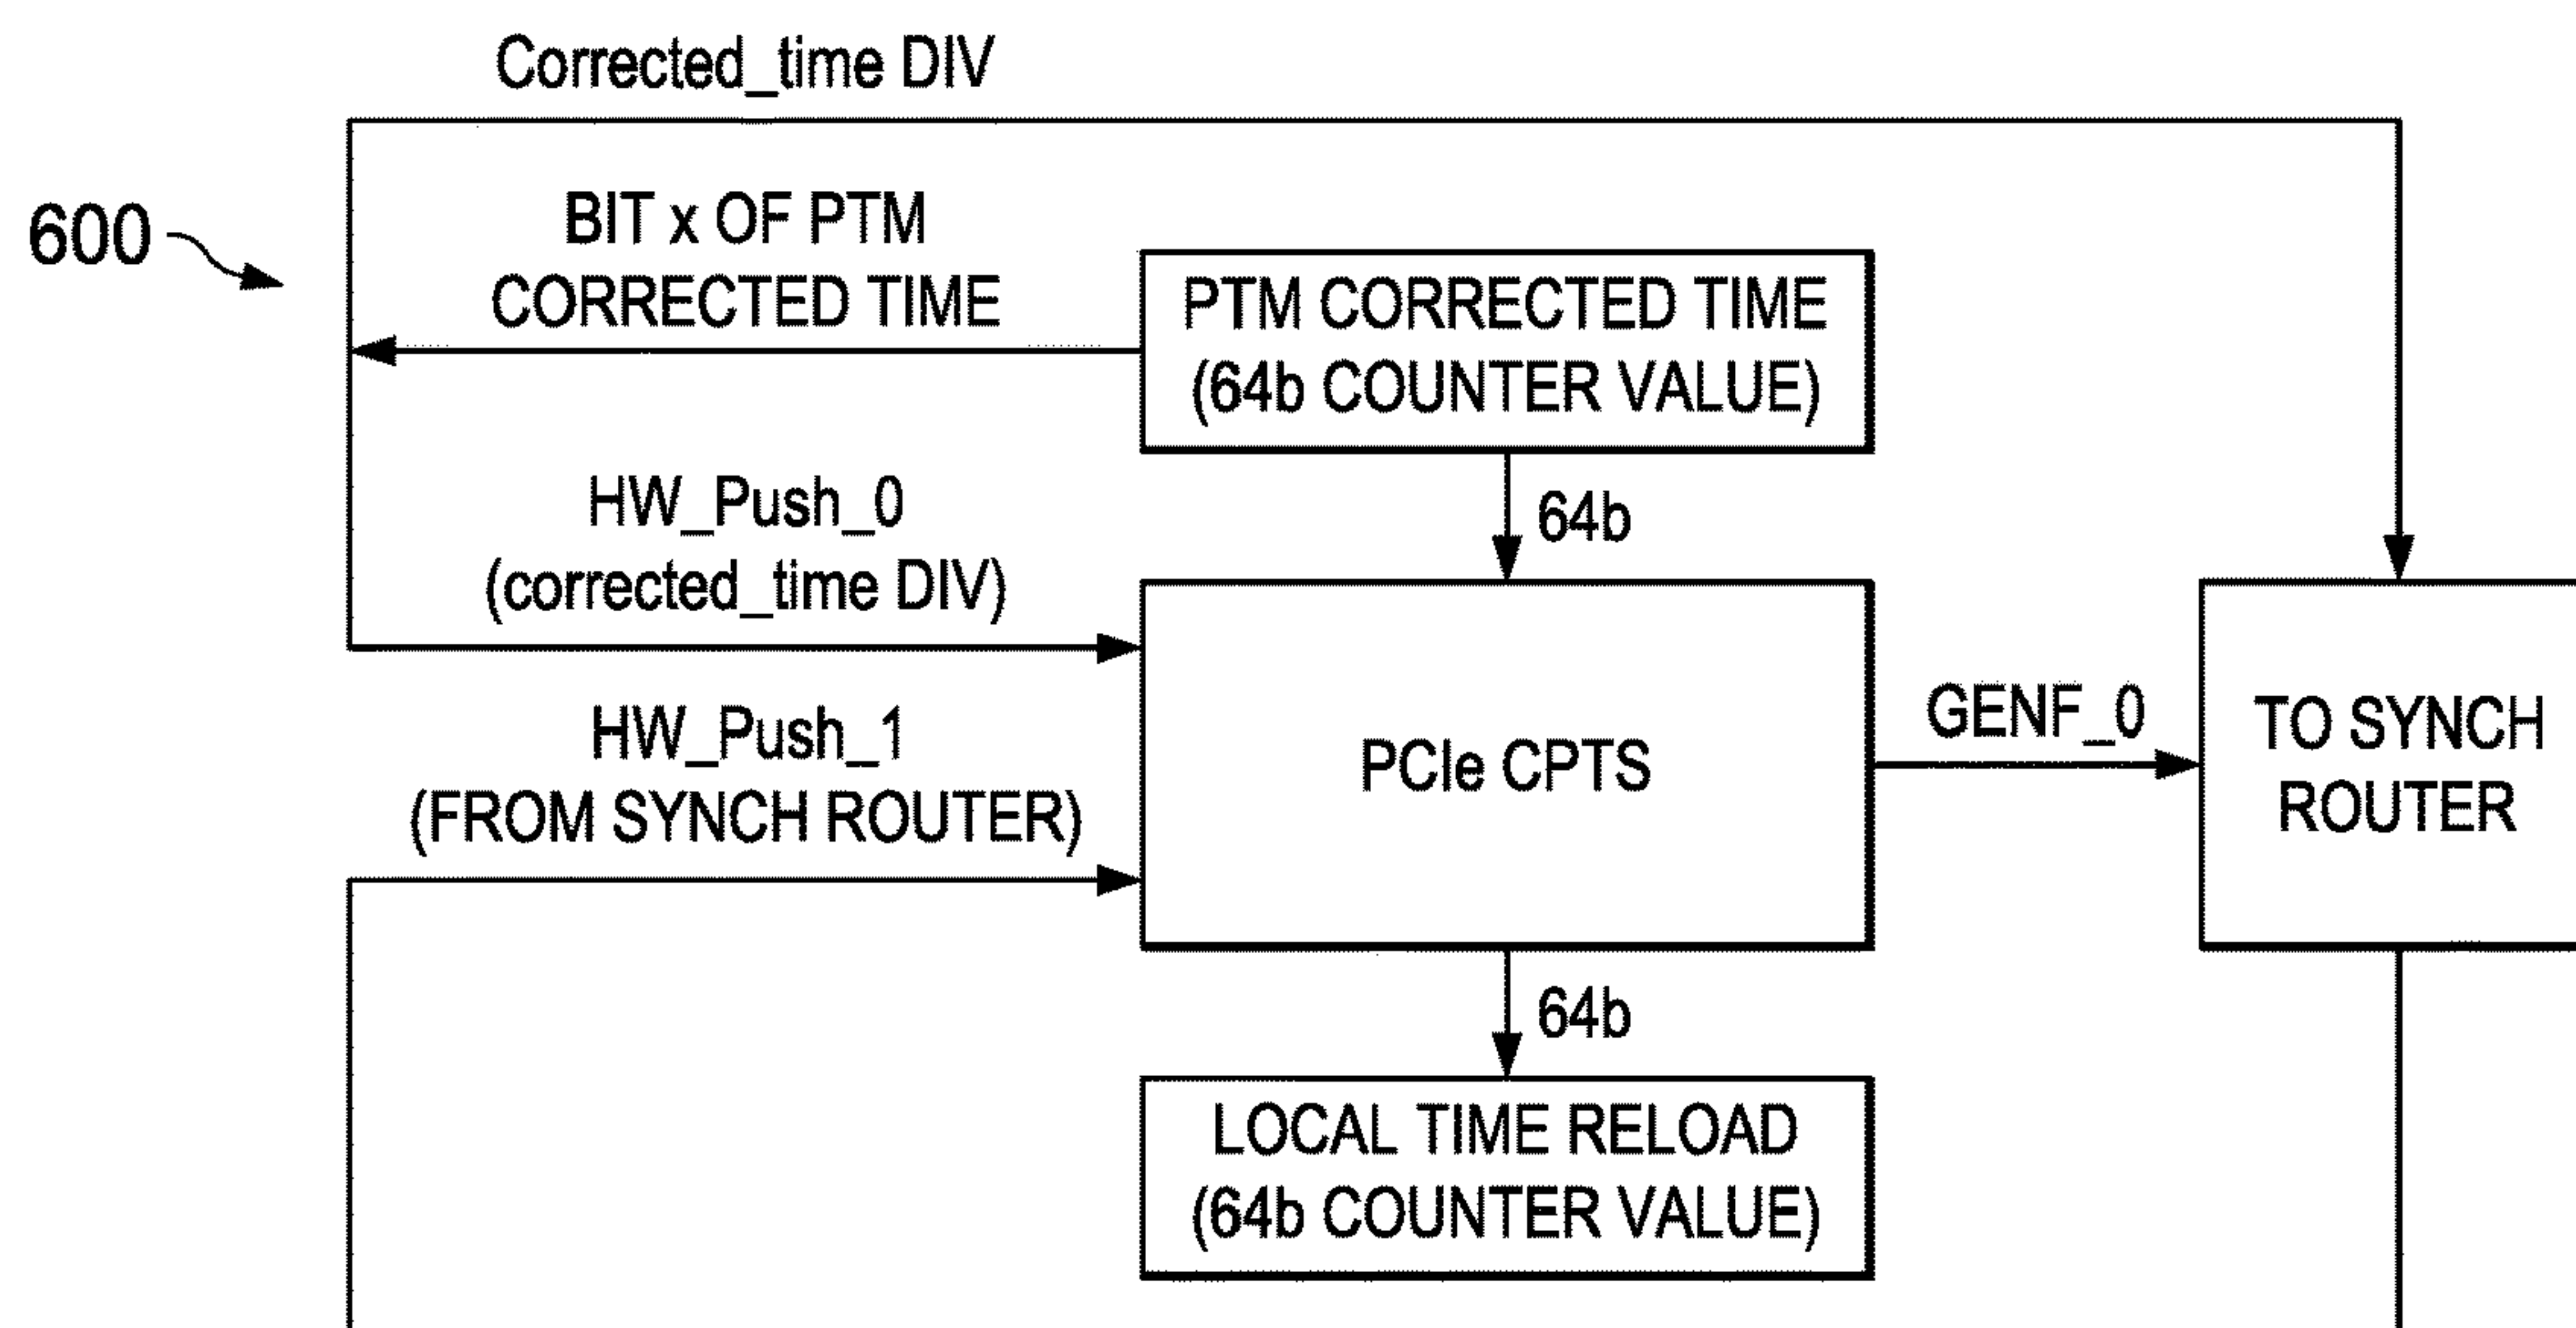 Corrected_time DIV
600
BIT x OF PTM
CORRECTED TIME
PTM CORRECTED TIME
(64b COUNTER VALUE)
HW_Push_0
(corrected_time DIV)
64b
HW_Push_1
(FROM SYNCH ROUTER)
PCIe CPTS
GENF_0
TO SYNCH
ROUTER
64b
LOCAL TIME RELOAD
(64b COUNTER VALUE)